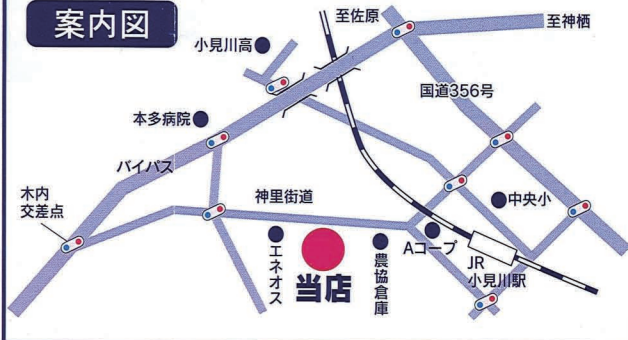 案内図
至佐原
至神栖
小見川高
国道356号
本多病院
バイパス
木内
交差点
神里街道
中央小
Aコープ
エネオス
当店
農協倉庫
JR
小見川駅